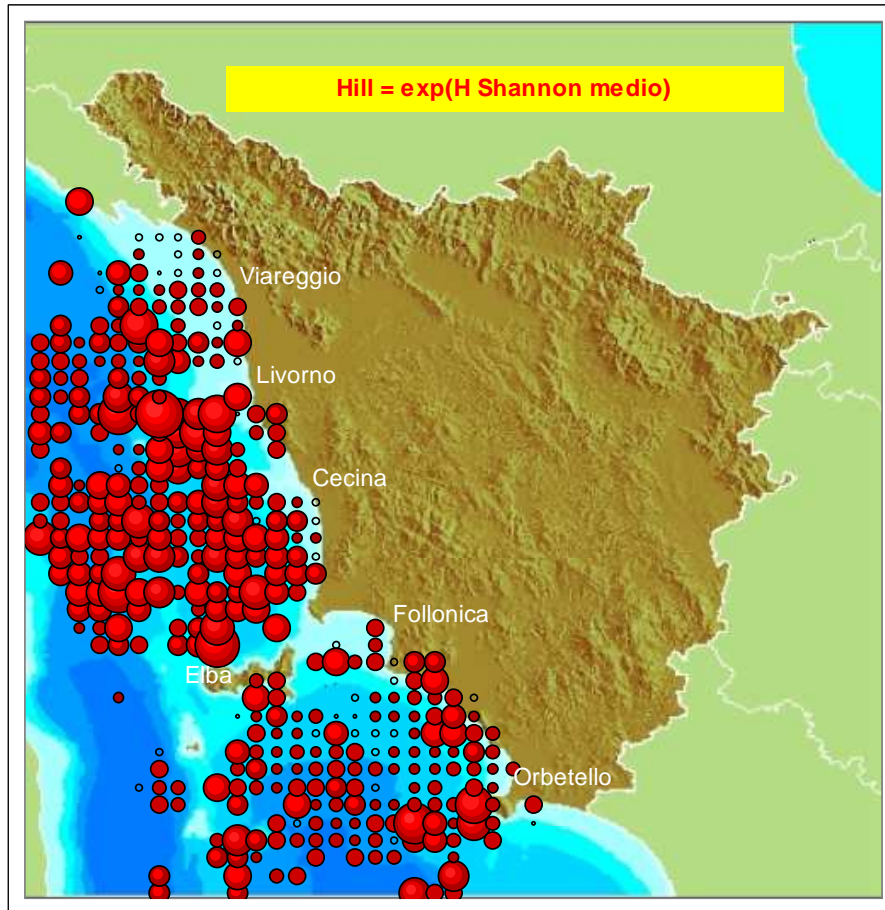 Hill = exp(H Shannon medio)
Viareggio
Livorno
Cecina
Follonica
Elba
Orbetello